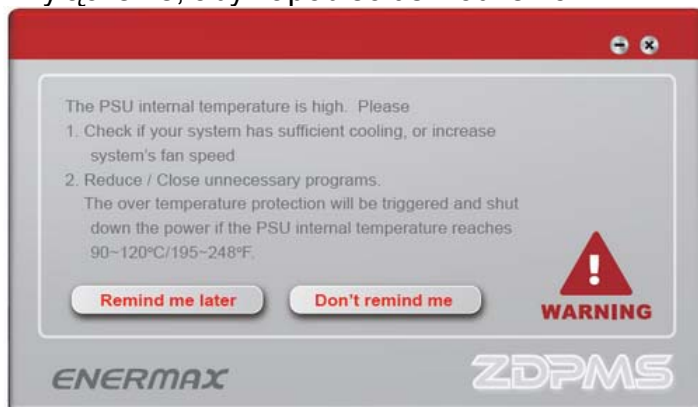 The PSU internal temperature is high. Please
1. Check if your system has sufficient cooling, or increase
system's fan speed
2. Reduce / Close unnecessary programs.
The over temperature protection will be triggered and shut
down the power if the PSU internal temperature reaches
90~120ºC/195~248ºF.
Remind me later
Don't remind me
WARNING
ENERMAX
ZDPMS